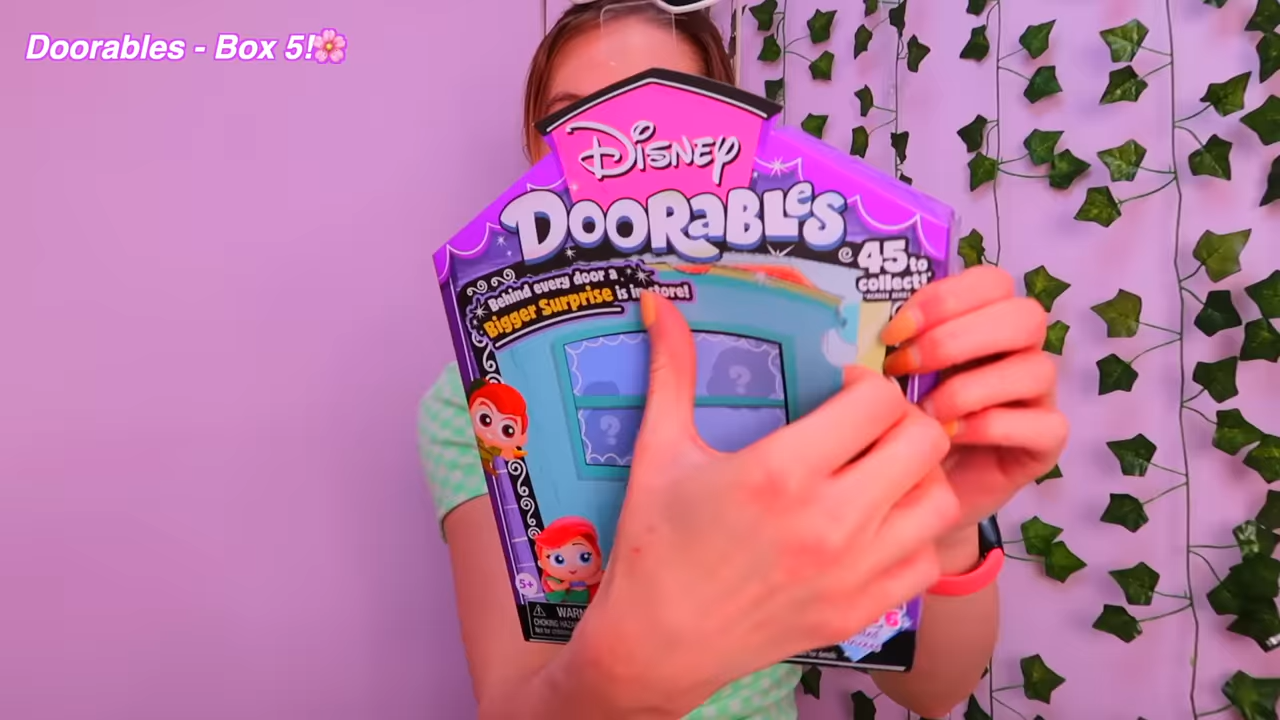 Doorables - Box 5!🌸
Disney
Doorables
Behind every door a
Bigger Surprise is in store!
45 to
collect!
?
?
5+